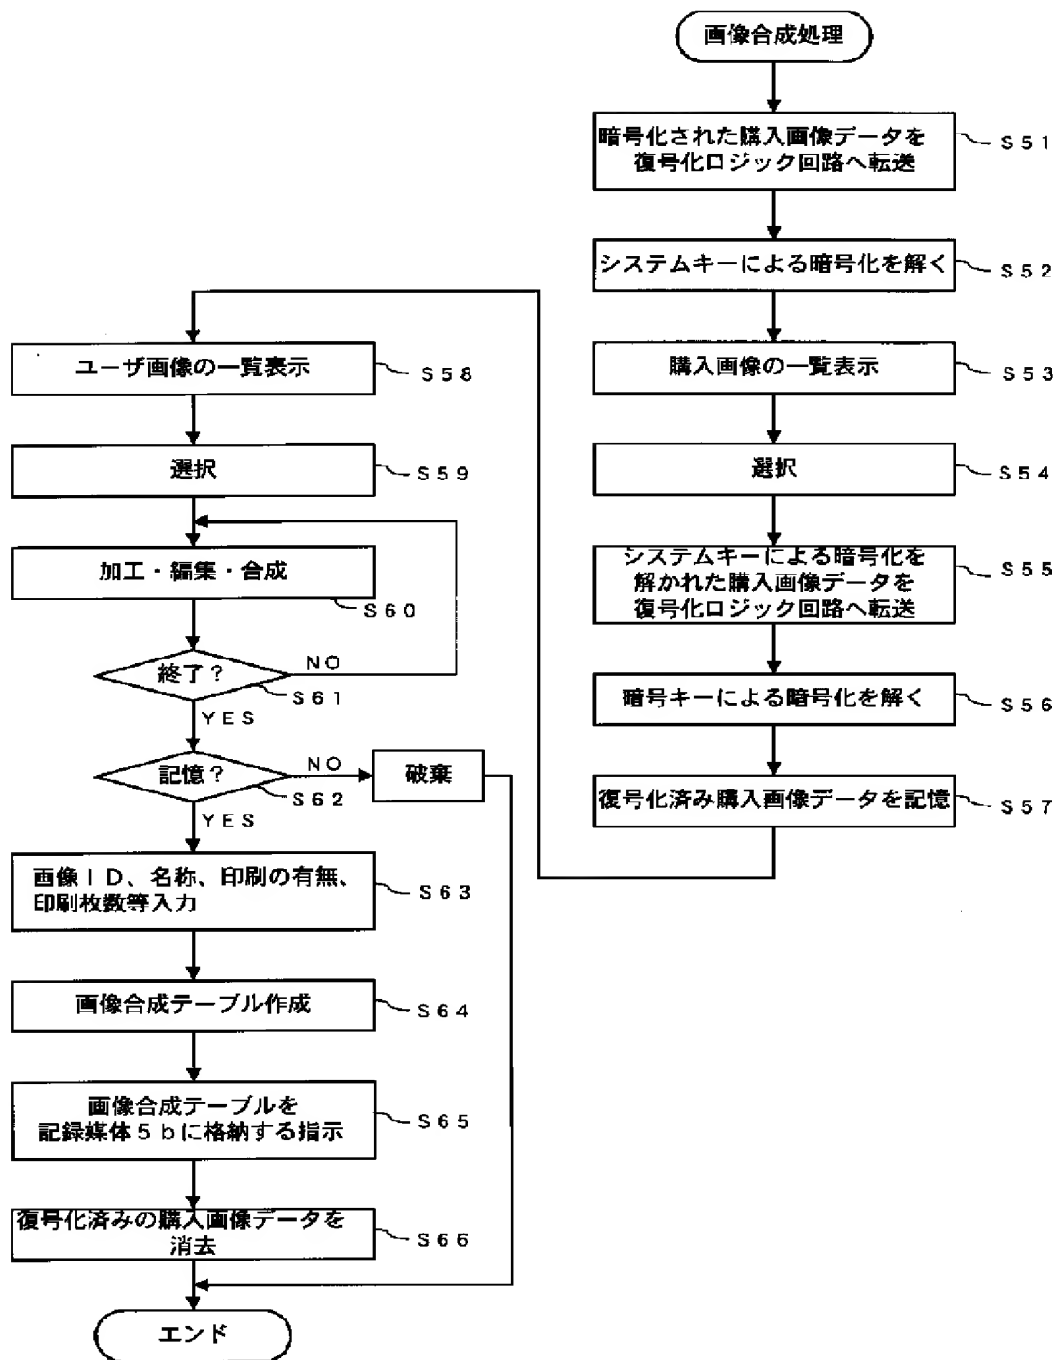 画像合成処理
暗号化された購入画像データを
復号化ロジック回路へ転送
S51
システムキーによる暗号化を解く
S52
購入画像の一覧表示
S53
選択
S54
システムキーによる暗号化を
解かれた購入画像データを
復号化ロジック回路へ転送
S55
暗号キーによる暗号化を解く
S56
復号化済み購入画像データを記憶
S57
ユーザ画像の一覧表示
S58
選択
S59
加工・編集・合成
S60
終了?
NO
S61
YES
記憶?
NO
破棄
S62
YES
画像ID、名称、印刷の有無、
印刷枚数等入力
S63
画像合成テーブル作成
S64
画像合成テーブルを
記録媒体5bに格納する指示
S65
復号化済みの購入画像データを
消去
S66
エンド